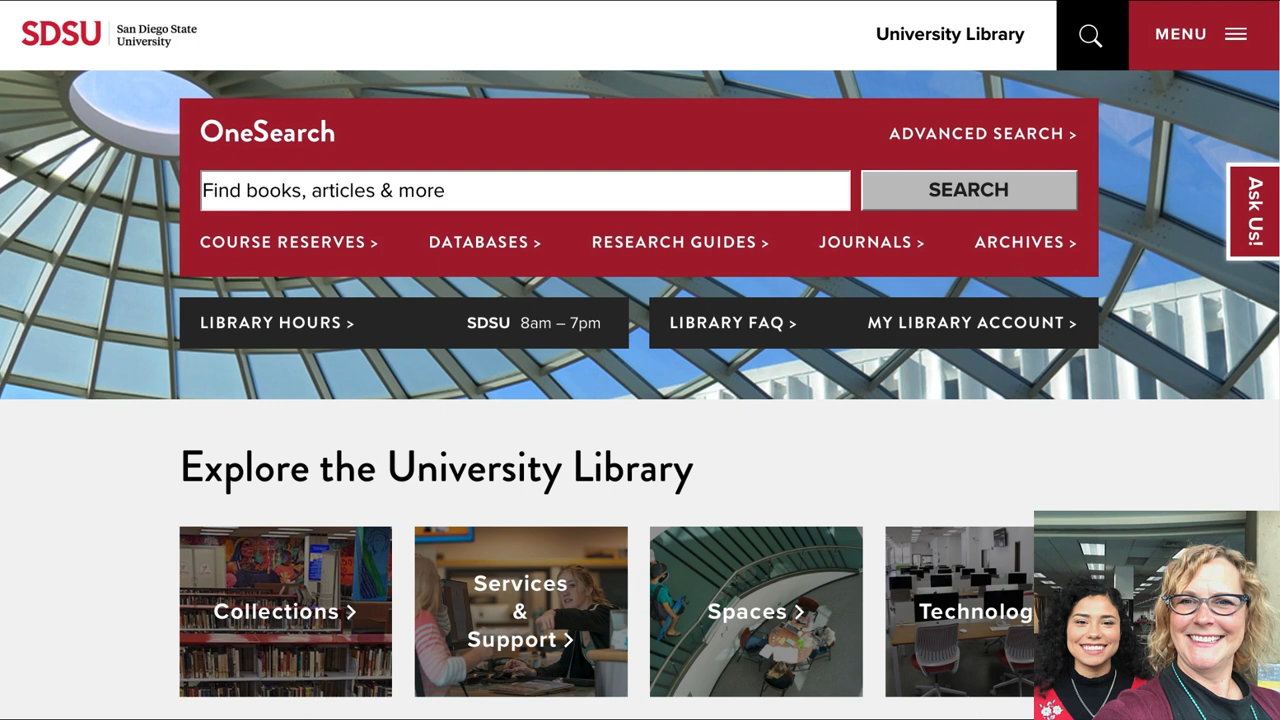 SDSU
San Diego State
University
University Library
MENU
OneSearch
ADVANCED SEARCH >
Find books, articles & more
SEARCH
Ask Us!
COURSE RESERVES >
DATABASES >
RESEARCH GUIDES >
JOURNALS >
ARCHIVES >
LIBRARY HOURS >
SDSU 8am – 7pm
LIBRARY FAQ >
MY LIBRARY ACCOUNT >
Explore the University Library
Collections >
Services
&
Support >
Spaces >
Technolog